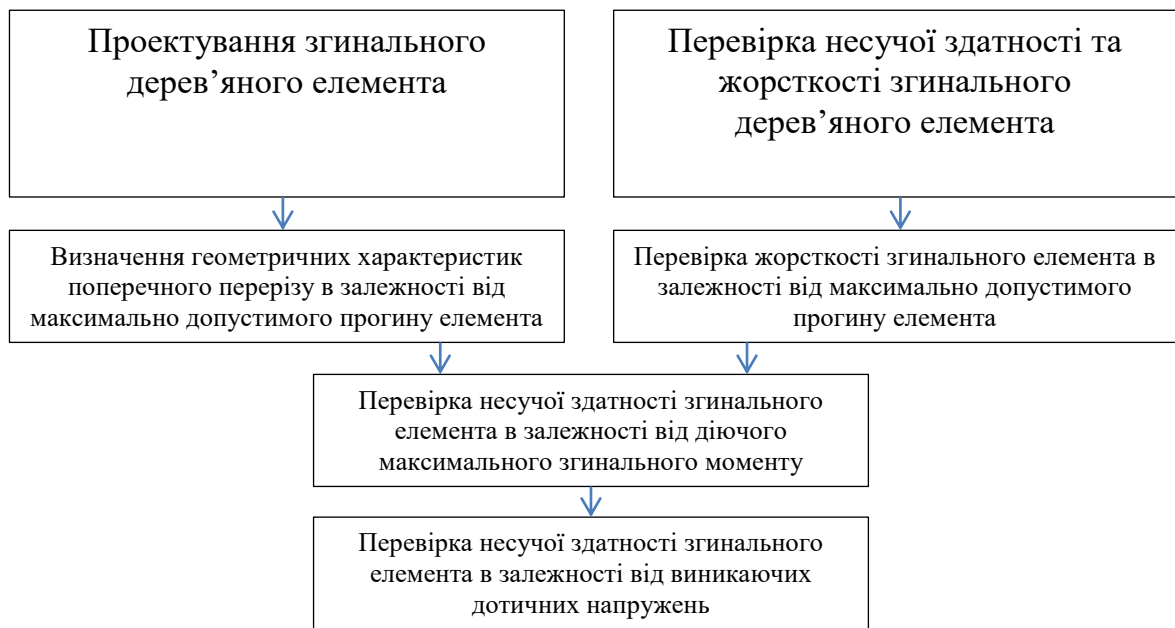 Проектування згинального
дерев’яного елемента
Перевірка несучої здатності та
жорсткості згинального
дерев’яного елемента
Визначення геометричних характеристик
поперечного перерізу в залежності від
максимально допустимого прогину елемента
Перевірка жорсткості згинального елемента в
залежності від максимально допустимого
прогину елемента
Перевірка несучої здатності згинального
елемента в залежності від діючого
максимального згинального моменту
Перевірка несучої здатності згинального
елемента в залежності від виникаючих
дотичних напружень